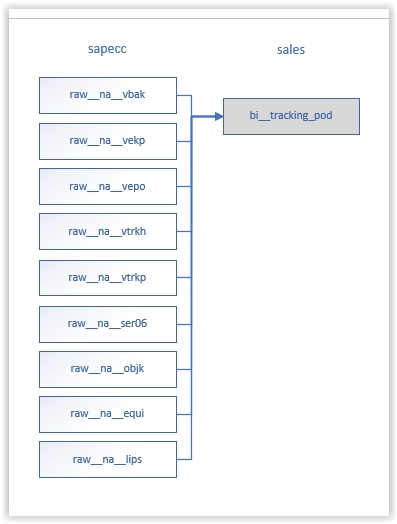 sapecc
sales
raw__na__vbak
bi__tracking_pod
raw__na__vekp
raw__na__vepo
raw__na__vtrkh
raw__na__vtrkp
raw__na__ser06
raw__na__objk
raw__na__equi
raw__na__lips